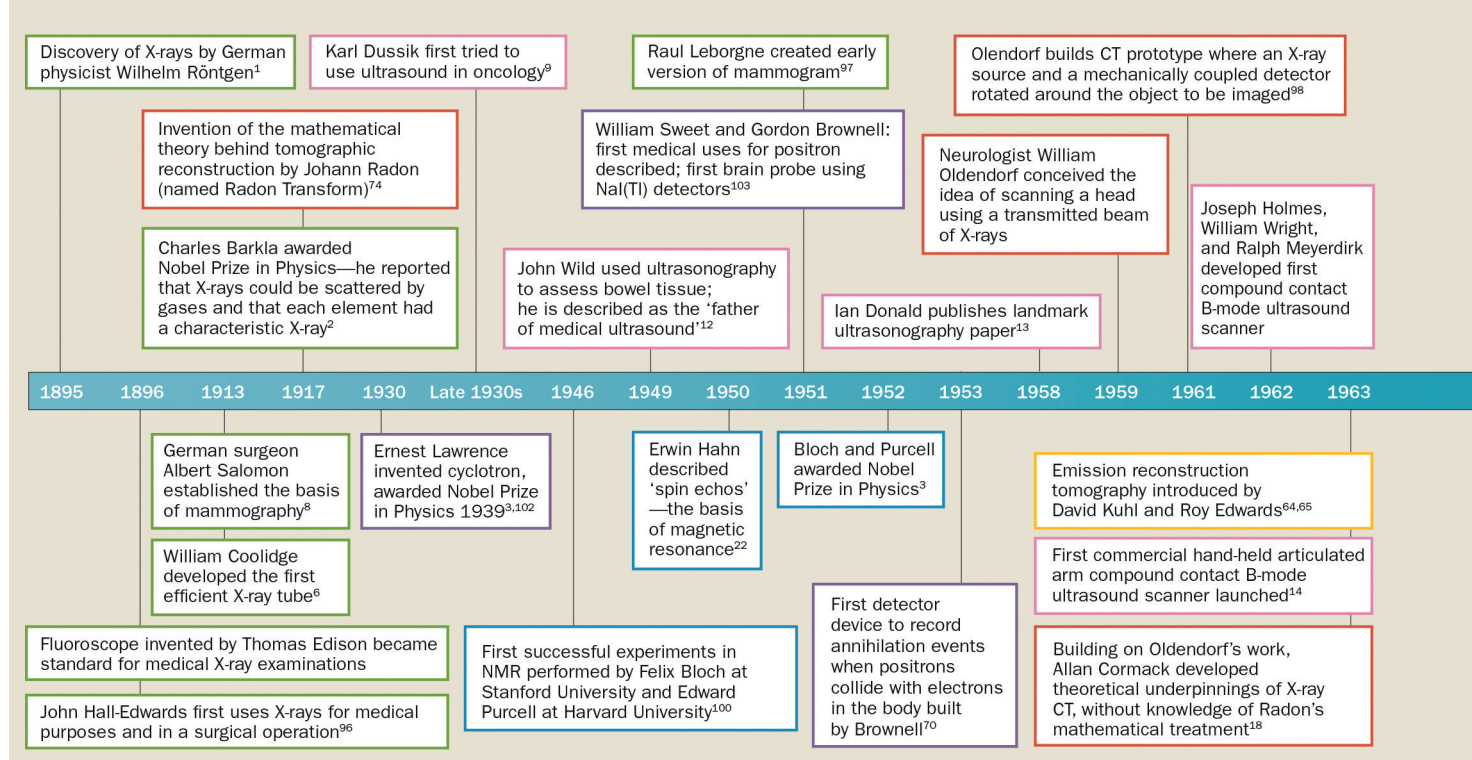 Discovery of X-rays by German
physicist Wilhelm Röntgen¹
Karl Dussik first tried to
use ultrasound in oncology⁹
Raul Leborgne created early
version of mammogram⁹⁷
Olendorf builds CT prototype where an X-ray
source and a mechanically coupled detector
rotated around the object to be imaged⁹⁸
Invention of the mathematical
theory behind tomographic
reconstruction by Johann Radon
(named Radon Transform)⁷⁴
William Sweet and Gordon Brownell:
first medical uses for positron
described; first brain probe using
NaI(Tl) detectors¹⁰³
Neurologist William
Oldendorf conceived the
idea of scanning a head
using a transmitted beam
of X-rays
Joseph Holmes,
William Wright,
and Ralph Meyerdirk
developed first
compound contact
B-mode ultrasound
scanner
Charles Barkla awarded
Nobel Prize in Physics—he reported
that X-rays could be scattered by
gases and that each element had
a characteristic X-ray²
John Wild used ultrasonography
to assess bowel tissue;
he is described as the ‘father
of medical ultrasound’¹²
Ian Donald publishes landmark
ultrasonography paper¹³
1895 1896 1913 1917 1930 Late 1930s 1946 1949 1950 1951 1952 1953 1958 1959 1961 1962 1963
German surgeon
Albert Salomon
established the basis
of mammography⁸
Ernest Lawrence
invented cyclotron,
awarded Nobel Prize
in Physics 1939³,¹⁰²
Erwin Hahn
described
‘spin echos’
—the basis
of magnetic
resonance²²
Bloch and Purcell
awarded Nobel
Prize in Physics³
Emission reconstruction
tomography introduced by
David Kuhl and Roy Edwards⁶⁴,⁶⁵
William Coolidge
developed the first
efficient X-ray tube⁶
First commercial hand-held articulated
arm compound contact B-mode
ultrasound scanner launched¹⁴
First detector
device to record
annihilation events
when positrons
collide with electrons
in the body built
by Brownell⁷⁰
Fluoroscope invented by Thomas Edison became
standard for medical X-ray examinations
First successful experiments in
NMR performed by Felix Bloch at
Stanford University and Edward
Purcell at Harvard University¹⁰⁰
Building on Oldendorf’s work,
Allan Cormack developed
theoretical underpinnings of X-ray
CT, without knowledge of Radon’s
mathematical treatment¹⁸
John Hall-Edwards first uses X-rays for medical
purposes and in a surgical operation⁹⁶